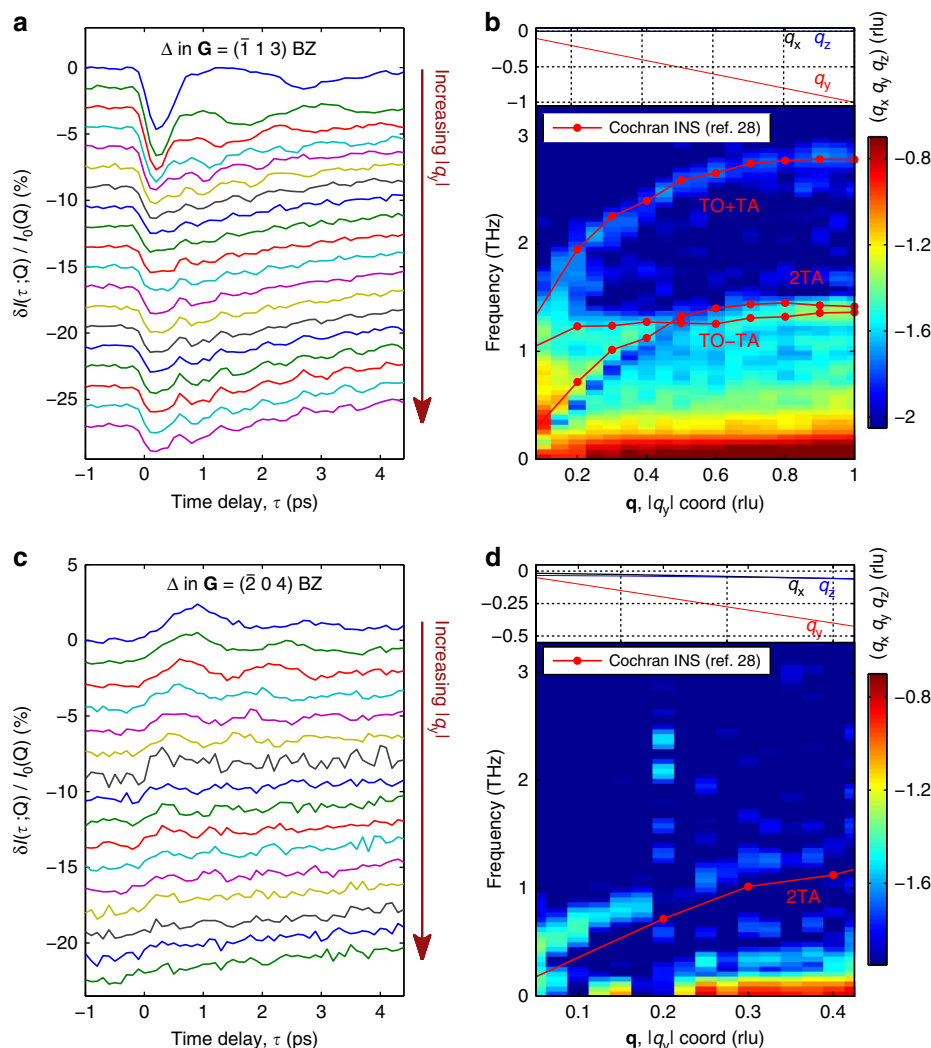 a
Δ in G = (1̄ 1 3) BZ
Increasing |qy|
0
−5
−10
−15
−20
−25
δI(τ;Q) / I0(Q) (%)
−1 0 1 2 3 4
Time delay, τ (ps)
b
0
−0.5
−1
qx qz
qy
(qx qy qz) (rlu)
Cochran INS (ref. 28)
TO+TA
2TA
TO−TA
3
2
1
0
Frequency (THz)
0.2 0.4 0.6 0.8 1
q, |qy| coord (rlu)
−0.8
−1.2
−1.6
−2
c
Δ in G = (2̄ 0 4) BZ
Increasing |qy|
5
0
−5
−10
−15
−20
δI(τ;Q) / I0(Q) (%)
−1 0 1 2 3 4
Time delay, τ (ps)
d
0
−0.25
−0.5
qx qz
qy
(qx qy qz) (rlu)
Cochran INS (ref. 28)
2TA
3
2
1
0
Frequency (THz)
0.1 0.2 0.3 0.4
q, |qy| coord (rlu)
−0.8
−1.2
−1.6